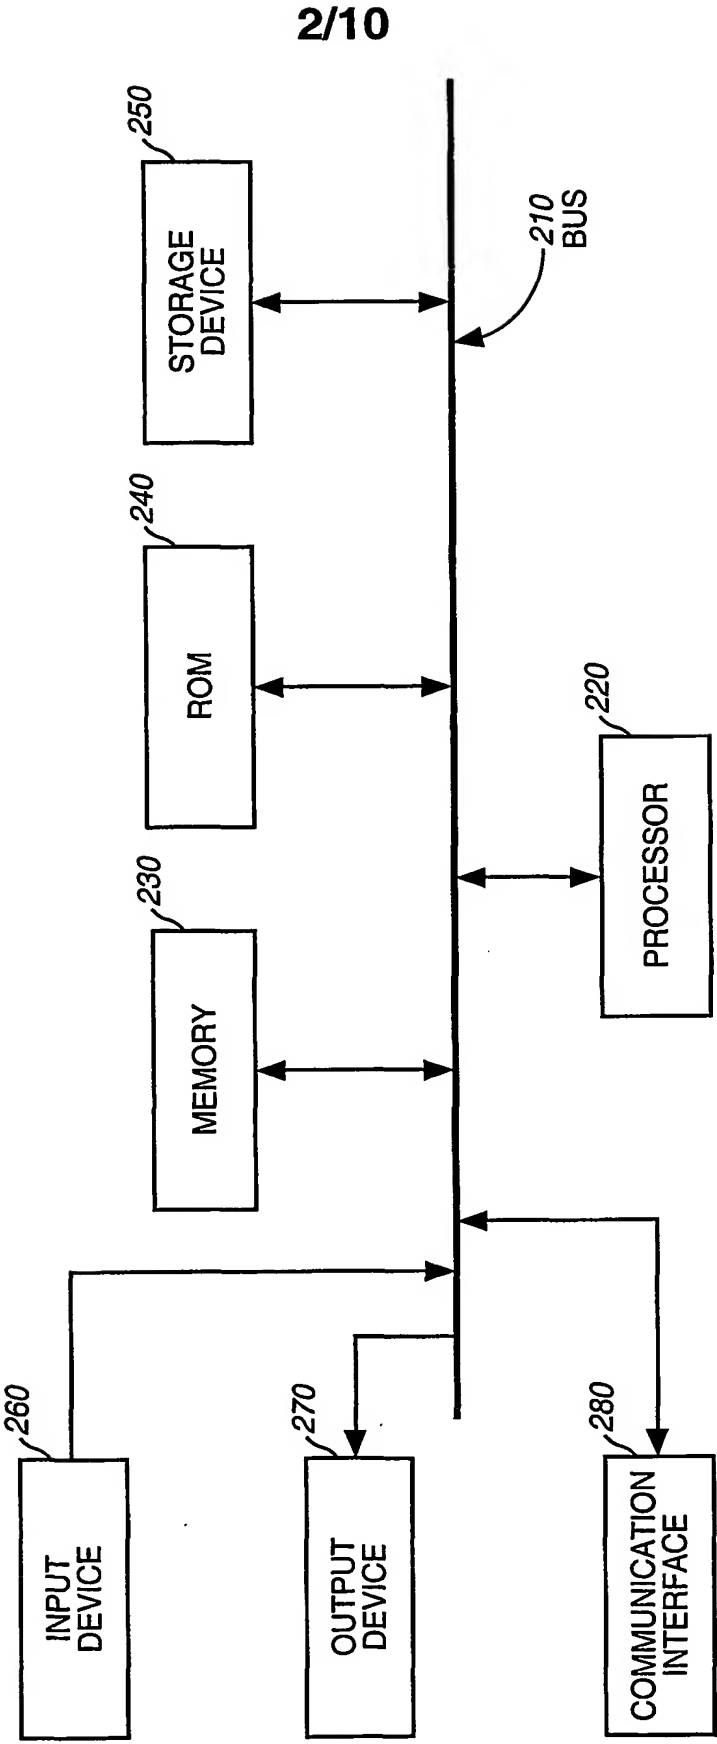 2/10
250
STORAGE
DEVICE
210
BUS
240
ROM
220
PROCESSOR
230
MEMORY
260
INPUT
DEVICE
270
OUTPUT
DEVICE
280
COMMUNICATION
INTERFACE